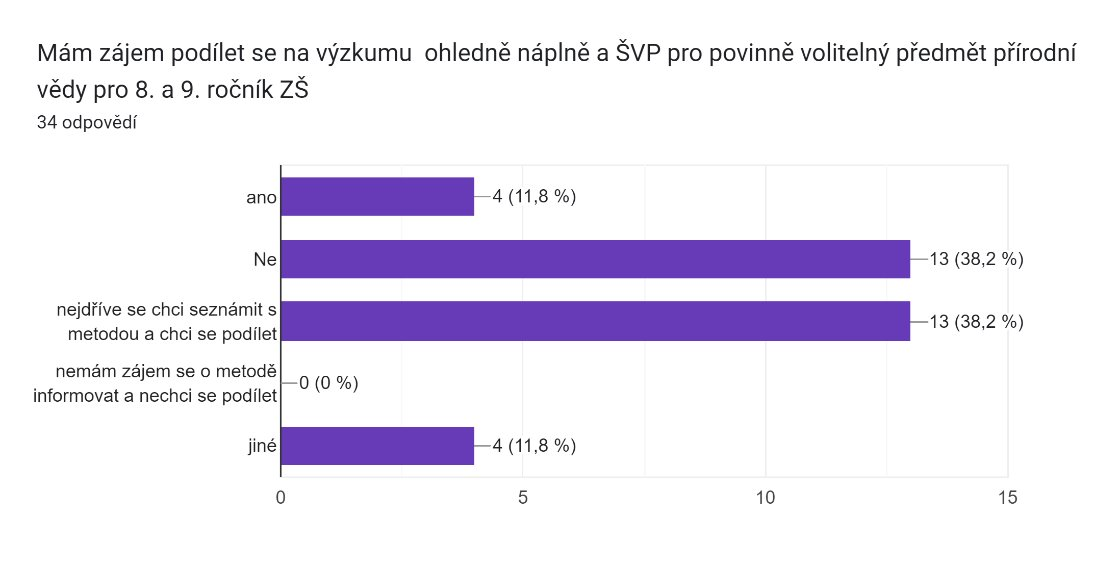 Mám zájem podílet se na výzkumu  ohledně náplně a ŠVP pro povinně volitelný předmět přírodní
vědy pro 8. a 9. ročník ZŠ
34 odpovědí
ano
4 (11,8 %)
Ne
13 (38,2 %)
nejdříve se chci seznámit s
metodou a chci se podílet
13 (38,2 %)
nemám zájem se o metodě
informovat a nechci se podílet
0 (0 %)
jiné
4 (11,8 %)
0 5 10 15